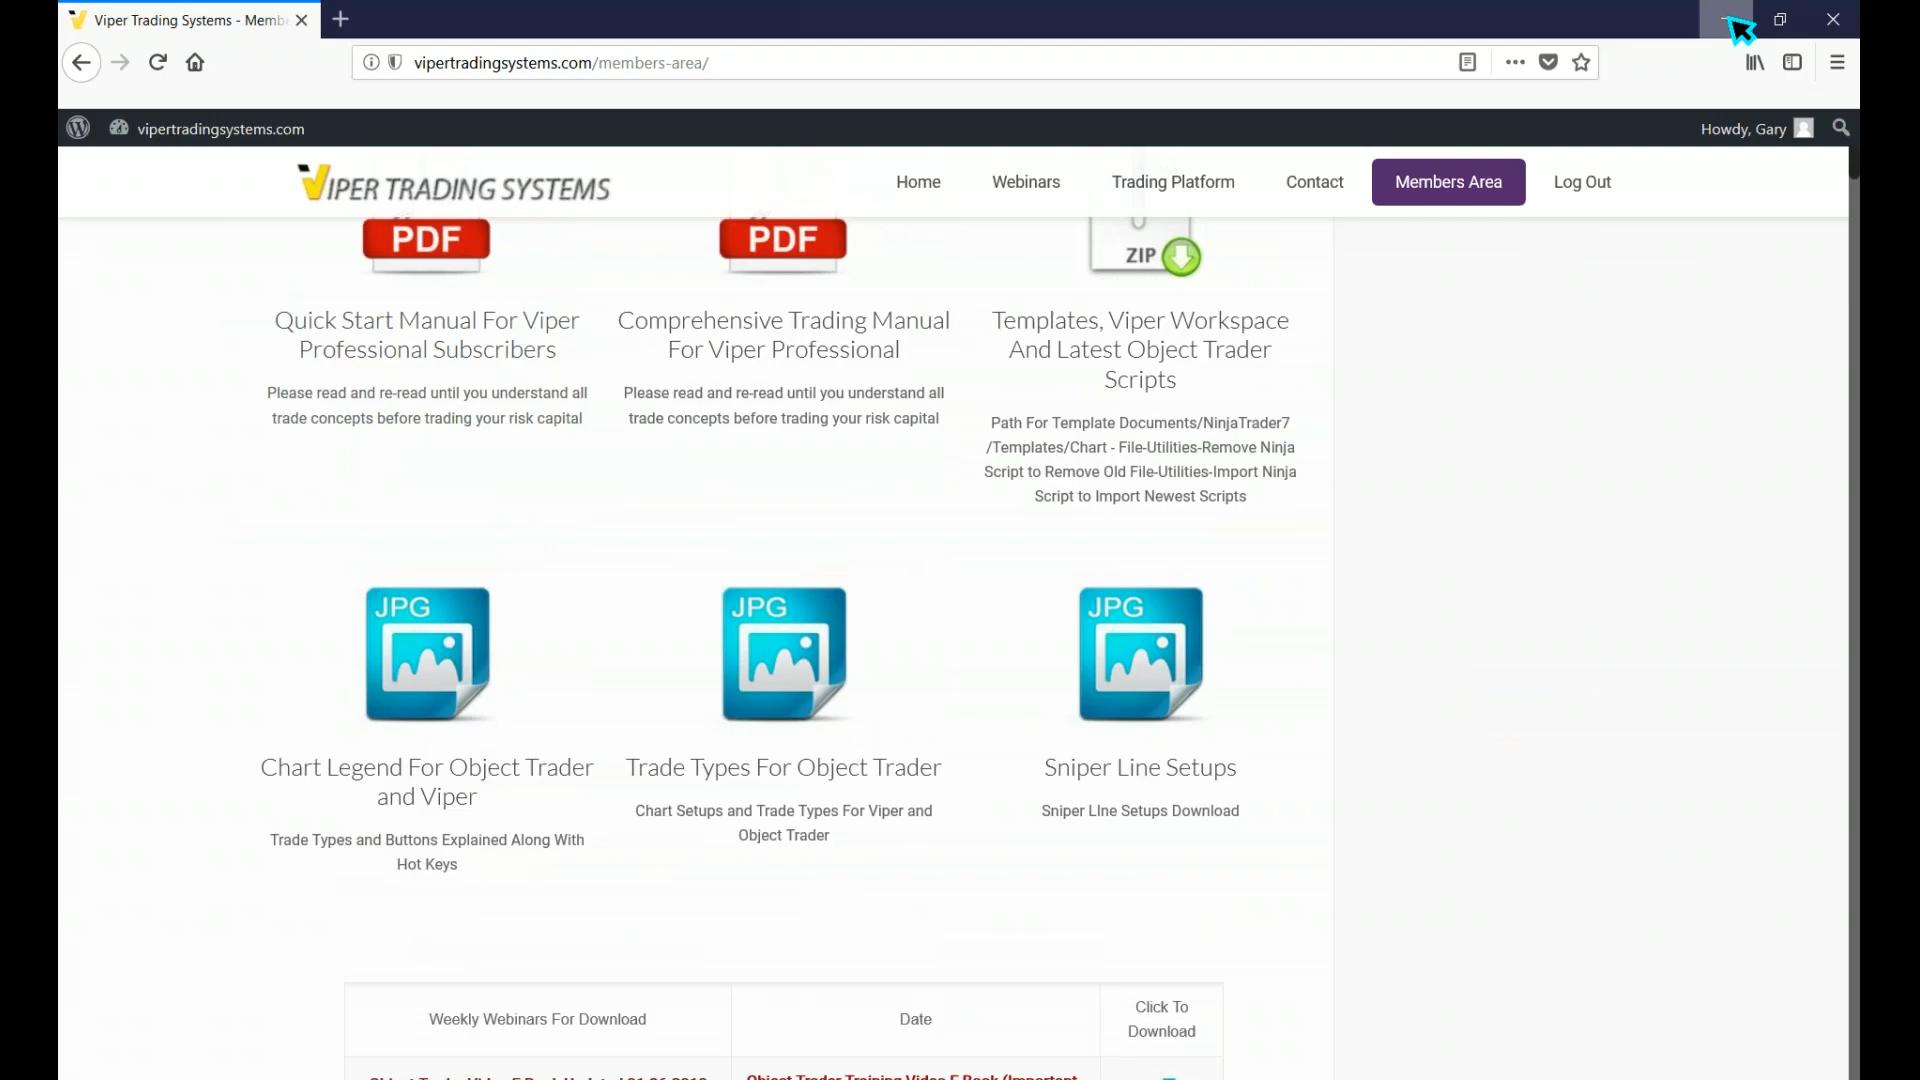 Viper Trading Systems - Memb
vipertradingsystems.com/members-area/
vipertradingsystems.com
Howdy, Gary
VIPER TRADING SYSTEMS
Home
Webinars
Trading Platform
Contact
Members Area
Log Out
PDF
PDF
ZIP
Quick Start Manual For Viper
Professional Subscribers
Please read and re-read until you understand all
trade concepts before trading your risk capital
Comprehensive Trading Manual
For Viper Professional
Please read and re-read until you understand all
trade concepts before trading your risk capital
Templates, Viper Workspace
And Latest Object Trader
Scripts
Path For Template Documents/NinjaTrader7
/Templates/Chart - File-Utilities-Remove Ninja
Script to Remove Old File-Utilities-Import Ninja
Script to Import Newest Scripts
JPG
JPG
JPG
Chart Legend For Object Trader
and Viper
Trade Types and Buttons Explained Along With
Hot Keys
Trade Types For Object Trader
Chart Setups and Trade Types For Viper and
Object Trader
Sniper Line Setups
Sniper LIne Setups Download
Weekly Webinars For Download
Date
Click To
Download
Object Trader Training Video E Book (Important